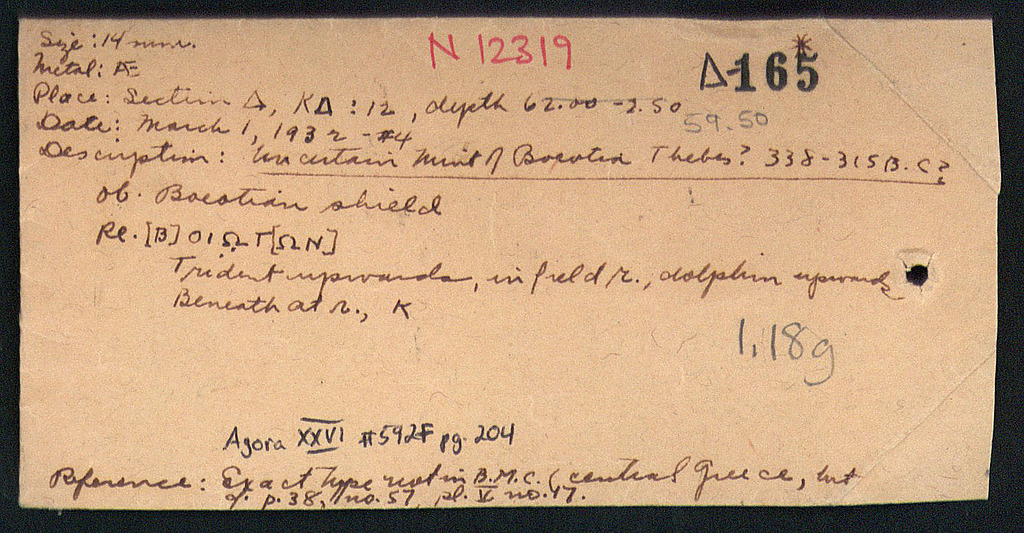 N 12319
Δ-165*
Size: 14 mm.
Metal: Æ
Place: Section Δ, ΚΔ : 12, depth 62.00 -2.50
59.50
Date: March 1, 1932 - #4
Description: Uncertain Mint of Boeotia Thebes? 338-315 B.C?
Ob. Boeotian shield
Re. [B]OIΩT[ΩN]
Trident upwards, in field r., dolphin upwards
Beneath at r., K
1,18g
Agora XXVI #592F pg. 204
Reference: Exact type not in B.M.C. (central Greece, but
cf. p. 38, no. 57, pl. V no. 17.